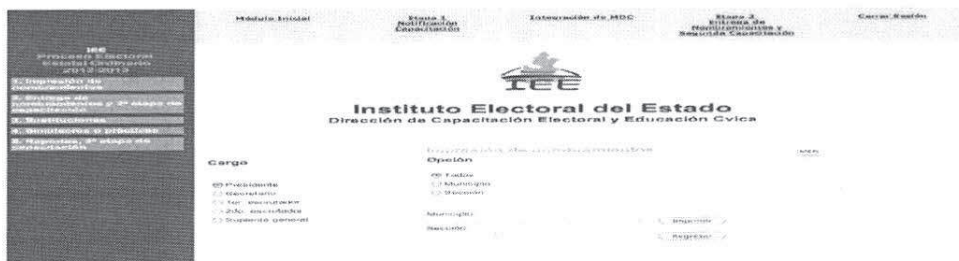 Módulo Inicial
Etapa 1
Notificación
Capacitación
Integración de MDC
Etapa 2
Entrega de
Nombramientos y
Segunda Capacitación
Cerrar Sesión
IEE
Proceso Electoral
Estatal Ordinario
2012-2013
1. Impresión de
nombramientos
2. Entrega de
nombramientos y 2ª etapa de
capacitación
3. Sustituciones
4. Simulacros o prácticas
5. Reportes, 2ª etapa de
capacitación
IEE
Instituto Electoral del Estado
Dirección de Capacitación Electoral y Educación Cvica
Impresión de nombramientos
Cargo
Presidente
Secretario
1er. escrutador
2do. escrutador
Suplente general
Opción
Todos
Municipio
Sección
Municipio
Sección
Imprimir
Regresar